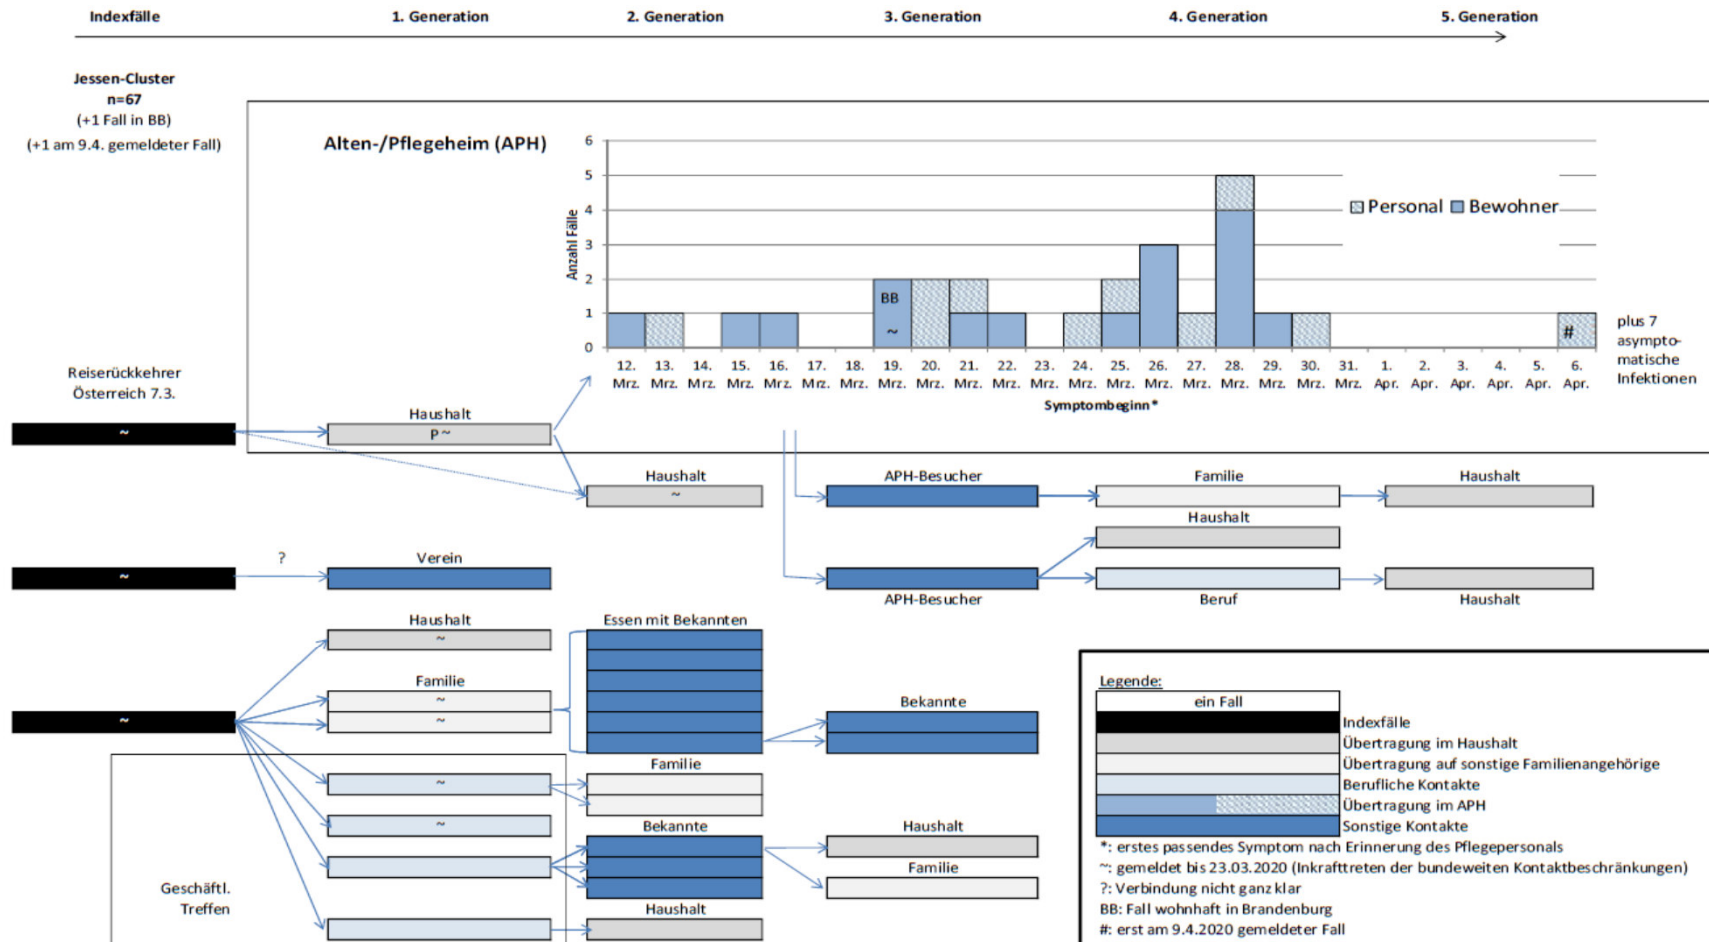 Indexfälle 1. Generation 2. Generation 3. Generation 4. Generation 5. Generation
Jessen-Cluster
n=67
(+1 Fall in BB)
(+1 am 9.4. gemeldeter Fall)
Alten-/Pflegeheim (APH)
Anzahl Fälle
6
5
4
3
2
1
0
Personal Bewohner
BB
~
#
12. 13. 14. 15. 16. 17. 18. 19. 20. 21. 22. 23. 24. 25. 26. 27. 28. 29. 30. 31. 1. 2. 3. 4. 5. 6.
Mrz. Mrz. Mrz. Mrz. Mrz. Mrz. Mrz. Mrz. Mrz. Mrz. Mrz. Mrz. Mrz. Mrz. Mrz. Mrz. Mrz. Mrz. Mrz. Mrz. Apr. Apr. Apr. Apr. Apr. Apr.
Symptombeginn*
plus 7
asympto-
matische
Infektionen
Reiserückkehrer
Österreich 7.3.
Haushalt
~ P ~
Haushalt APH-Besucher Familie Haushalt
~
Haushalt
? Verein
~
APH-Besucher Beruf Haushalt
Haushalt Essen mit Bekannten
~
Familie
~
Bekannte
~ ~
Familie
~
~
Bekannte Haushalt
Familie
Geschäftl.
Treffen
Haushalt
Legende:
ein Fall
Indexfälle
Übertragung im Haushalt
Übertragung auf sonstige Familienangehörige
Berufliche Kontakte
Übertragung im APH
Sonstige Kontakte
*: erstes passendes Symptom nach Erinnerung des Pflegepersonals
~: gemeldet bis 23.03.2020 (Inkrafttreten der bundeweiten Kontaktbeschränkungen)
?: Verbindung nicht ganz klar
BB: Fall wohnhaft in Brandenburg
#: erst am 9.4.2020 gemeldeter Fall